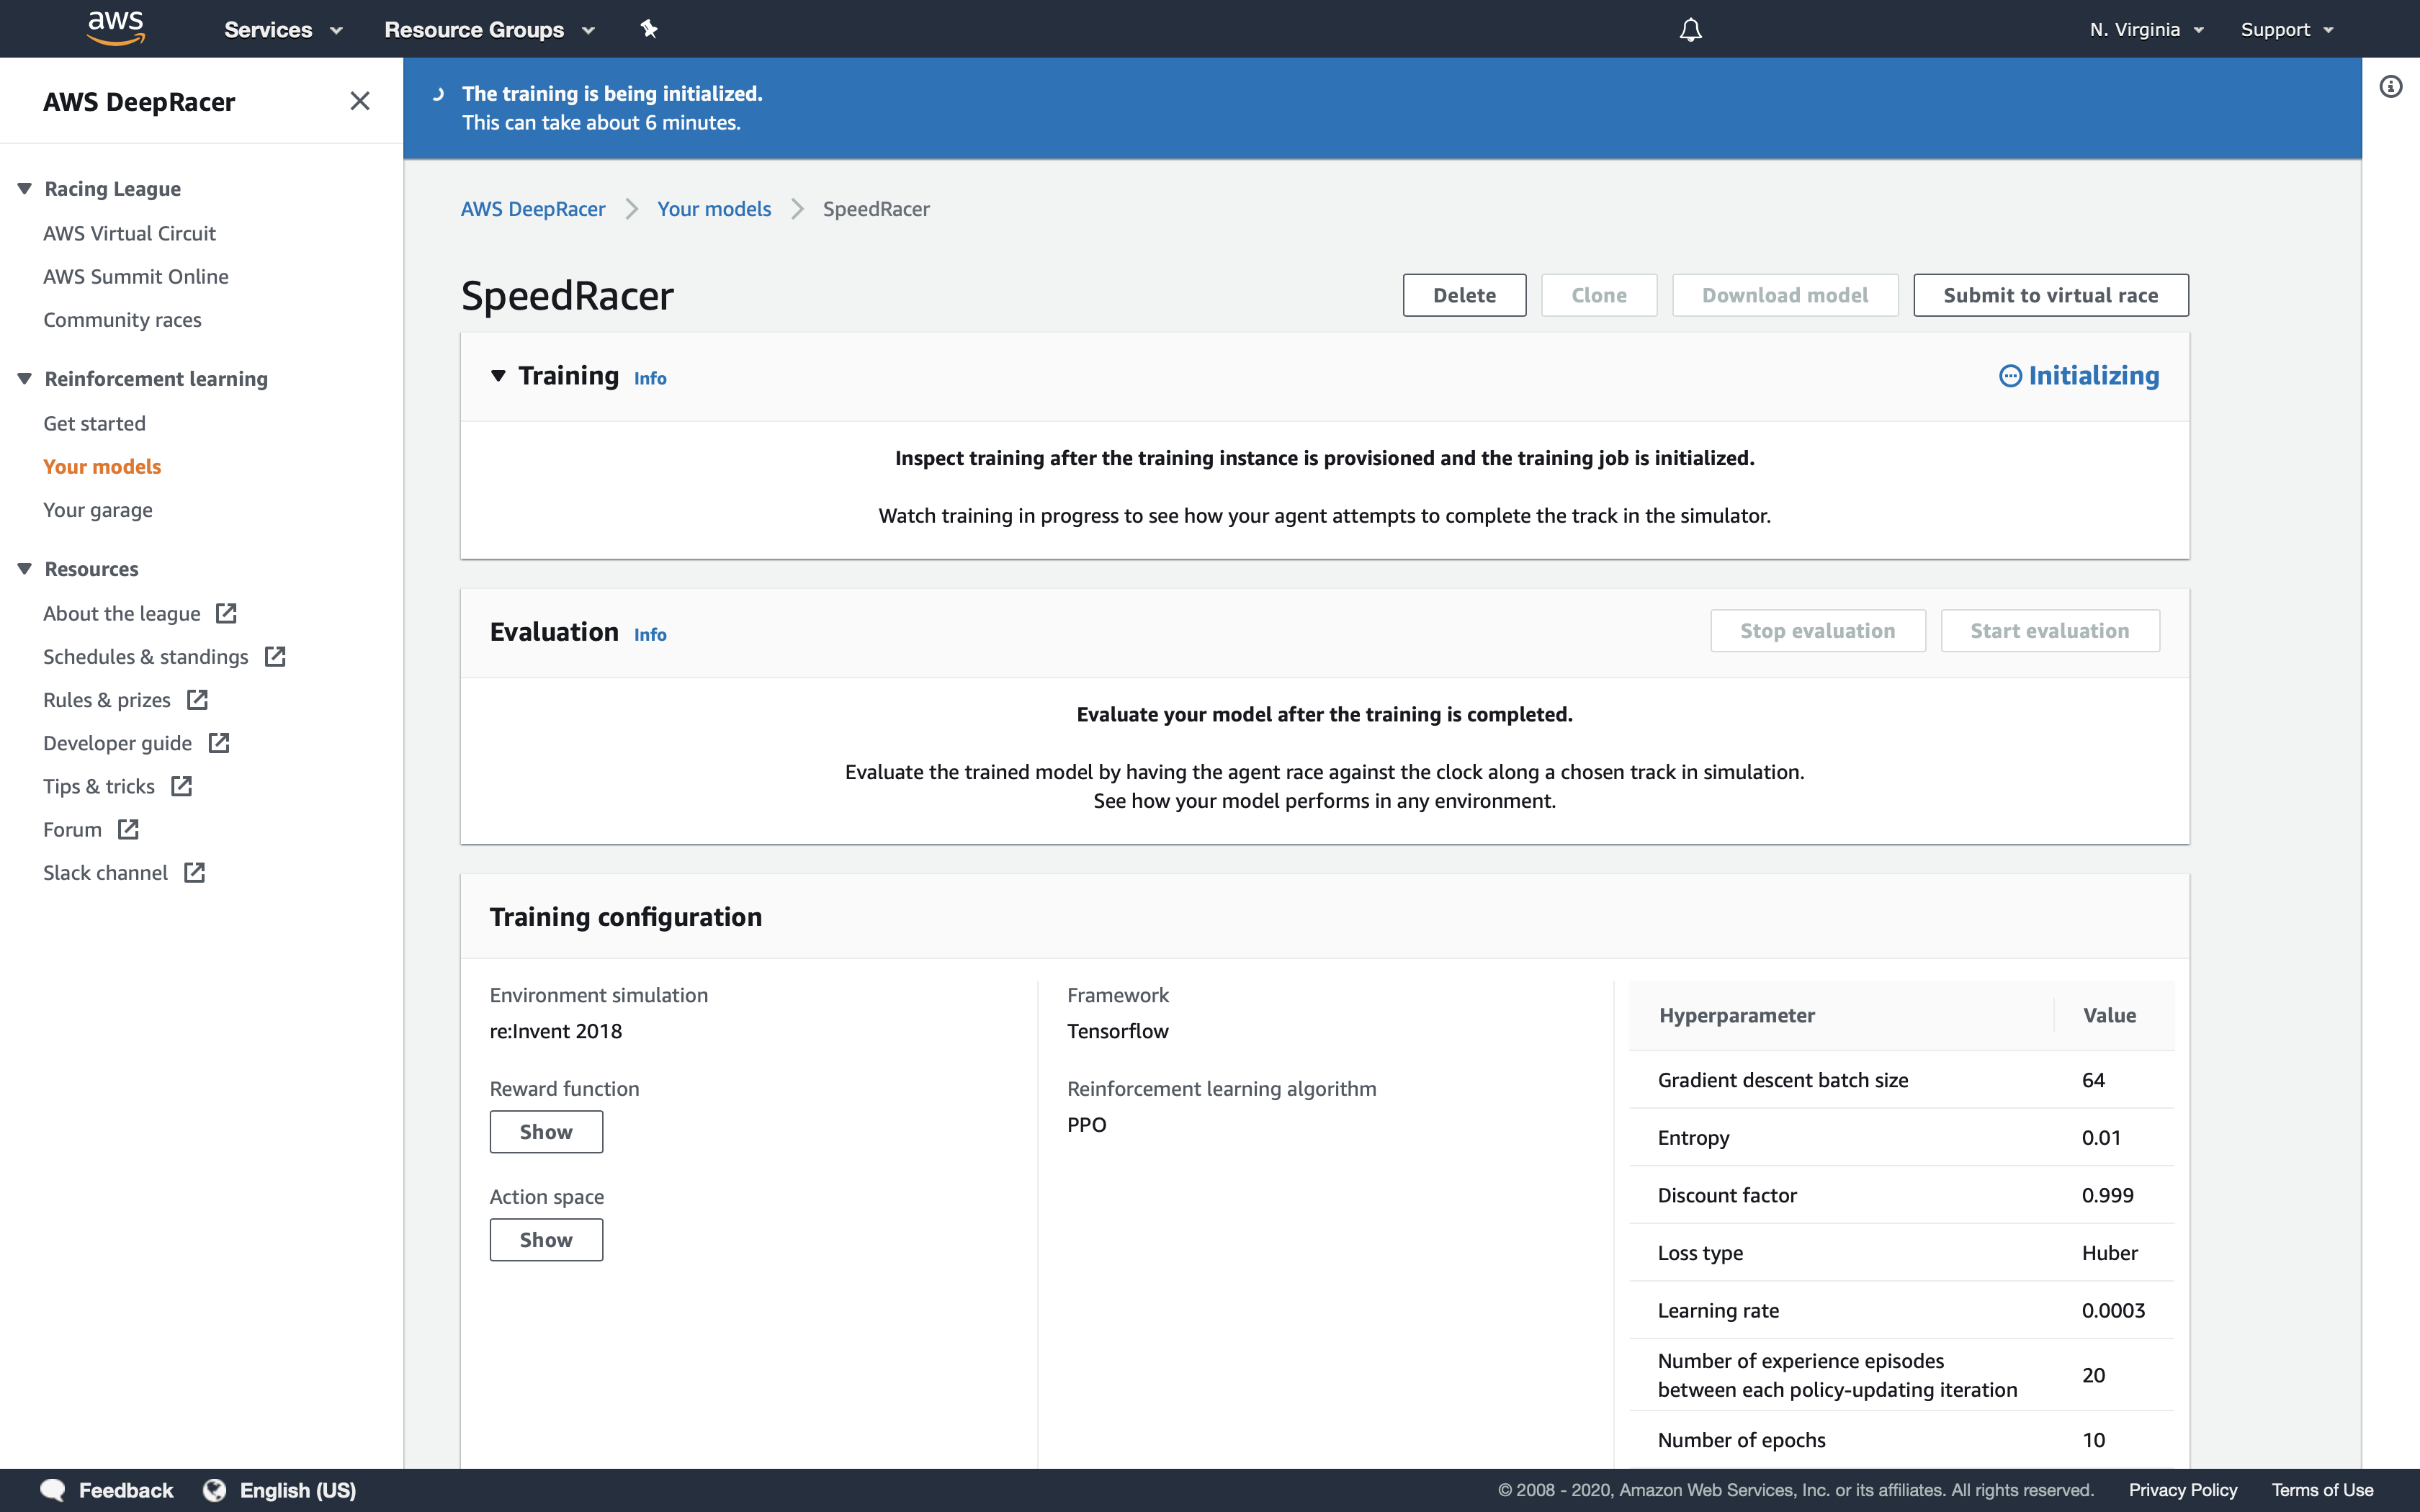 aws
Services
Resource Groups
N. Virginia
Support
AWS DeepRacer
Racing League
AWS Virtual Circuit
AWS Summit Online
Community races
Reinforcement learning
Get started
Your models
Your garage
Resources
About the league
Schedules & standings
Rules & prizes
Developer guide
Tips & tricks
Forum
Slack channel
The training is being initialized.
This can take about 6 minutes.
AWS DeepRacer
Your models
SpeedRacer
SpeedRacer
Delete
Clone
Download model
Submit to virtual race
Training Info
Initializing
Inspect training after the training instance is provisioned and the training job is initialized.
Watch training in progress to see how your agent attempts to complete the track in the simulator.
Evaluation Info
Stop evaluation
Start evaluation
Evaluate your model after the training is completed.
Evaluate the trained model by having the agent race against the clock along a chosen track in simulation.
See how your model performs in any environment.
Training configuration
Environment simulation
re:Invent 2018
Reward function
Show
Action space
Show
Framework
Tensorflow
Reinforcement learning algorithm
PPO
Hyperparameter Value
Gradient descent batch size 64
Entropy 0.01
Discount factor 0.999
Loss type Huber
Learning rate 0.0003
Number of experience episodes
between each policy-updating iteration 20
Number of epochs 10
Feedback
English (US)
© 2008 - 2020, Amazon Web Services, Inc. or its affiliates. All rights reserved.
Privacy Policy
Terms of Use